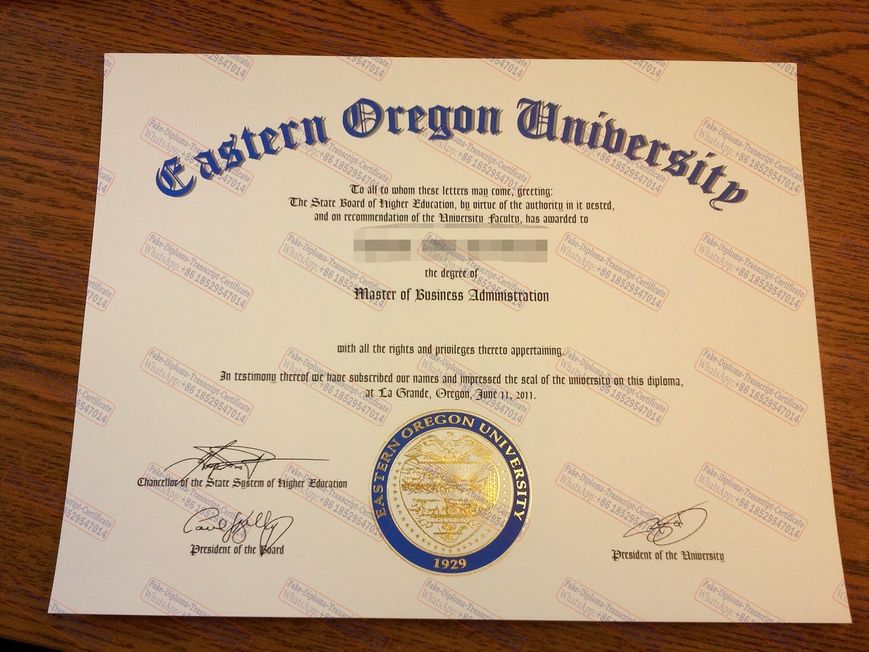 Eastern Oregon University
To all to whom these letters may come, greeting:
The State Board of Higher Education, by virtue of the authority in it vested,
and on recommendation of the University Faculty, has awarded to
the degree of
Master of Business Administration
with all the rights and privileges thereto appertaining.
In testimony thereof we have subscribed our names and impressed the seal of the university on this diploma,
at La Grande, Oregon, June 11, 2011.
Chancellor of the State System of Higher Education
President of the Board
President of the University
EASTERN OREGON UNIVERSITY
1929
Fake-Diploma-Transcript-Certificate
WhatsApp:+86 18529547014